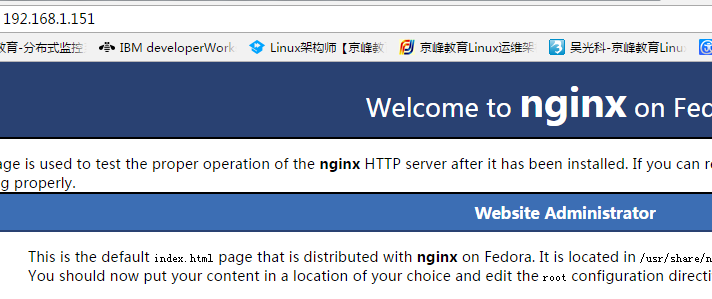 192.168.1.151
教育-分布式监控 IBM developerWork Linux架构师【京峰教 京峰教育Linux运维架 吴光科-京峰教育Linu
Welcome to nginx on Fed
age is used to test the proper operation of the nginx HTTP server after it has been installed. If you can r
g properly.
Website Administrator
This is the default index.html page that is distributed with nginx on Fedora. It is located in /usr/share/n
You should now put your content in a location of your choice and edit the root configuration directi